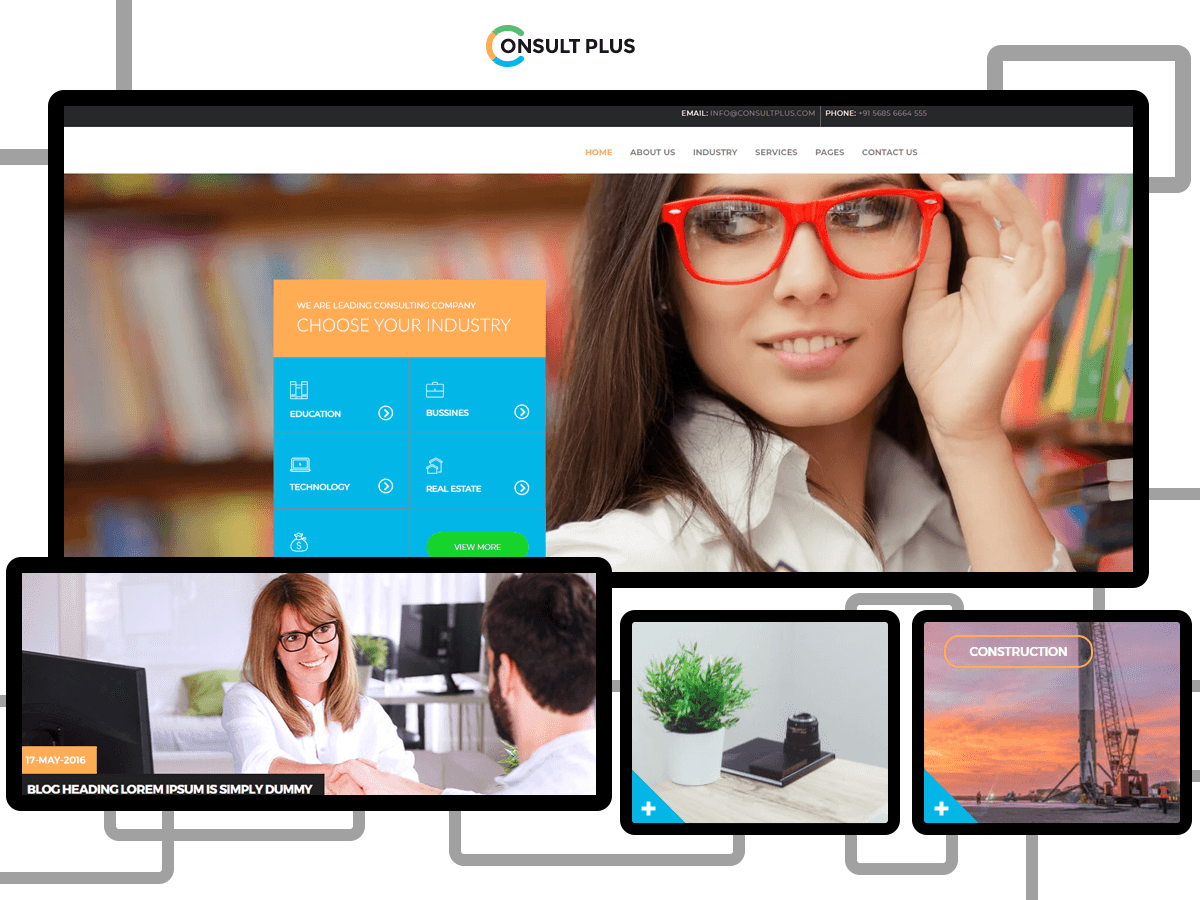 CONSULT PLUS
EMAIL: INFO@CONSULTPLUS.COM PHONE: +91 5685 6664 555
HOME ABOUT US INDUSTRY SERVICES PAGES CONTACT US
WE ARE LEADING CONSULTING COMPANY
CHOOSE YOUR INDUSTRY
EDUCATION BUSSINES
TECHNOLOGY REAL ESTATE
VIEW MORE
17-MAY-2016
BLOG HEADING LOREM IPSUM IS SIMPLY DUMMY
CONSTRUCTION